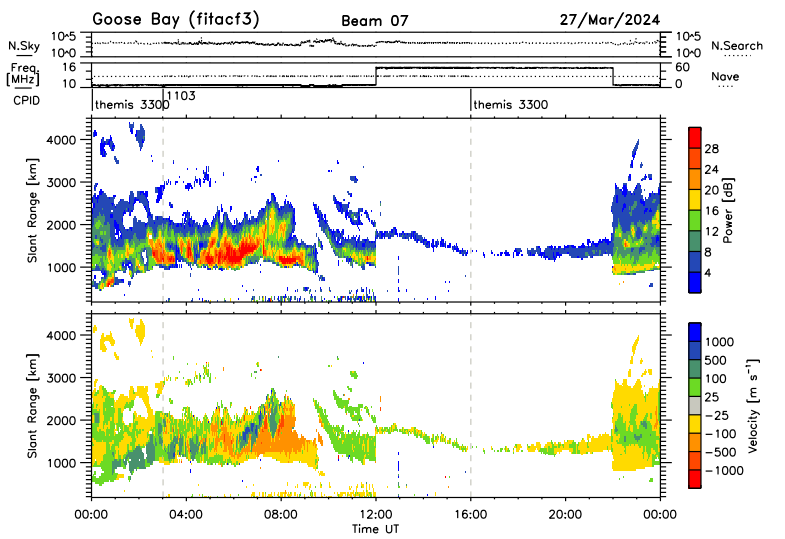 Goose Bay (fitacf3) Beam 07 27/Mar/2024
N.Sky 10^5 10^0 10^5 10^0 N.Search
Freq. [MHz] 16 10 60 0 Nave
CPID themis 3300 1103 themis 3300
Slant Range [km]
4000
3000
2000
1000
Power [dB]
28
24
20
16
12
8
4
Slant Range [km]
4000
3000
2000
1000
Velocity [m s⁻¹]
1000
500
100
25
−25
−100
−500
−1000
00:00 04:00 08:00 12:00 16:00 20:00 00:00
Time UT